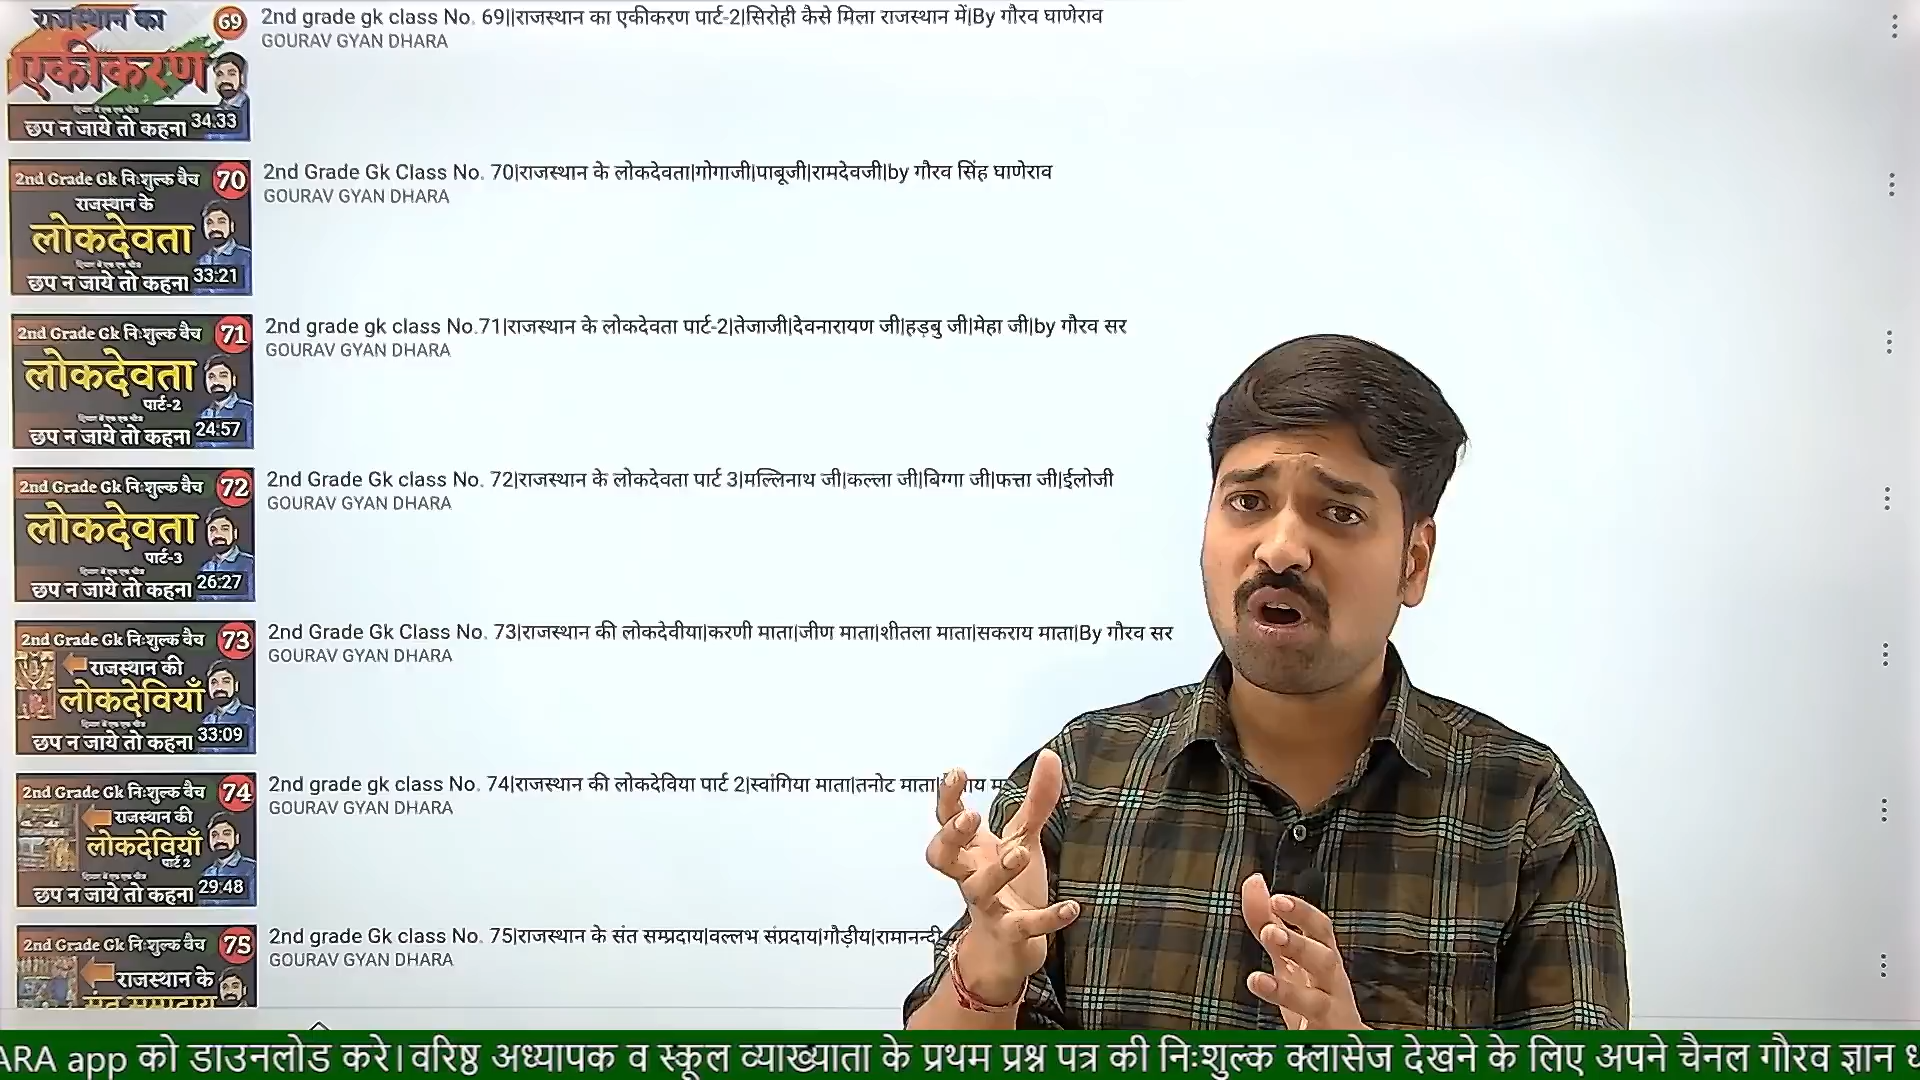 राजस्थान का
69
एकीकरण
छप न जाये तो कहना
34:33
2nd grade gk class No. 69||राजस्थान का एकीकरण पार्ट-2|सिरोही कैसे मिला राजस्थान में|By गौरव घाणेराव
GOURAV GYAN DHARA
2nd Grade Gk निःशुल्क बैच
70
राजस्थान के
लोकदेवता
छप न जाये तो कहना
33:21
2nd Grade Gk Class No. 70|राजस्थान के लोकदेवता|गोगाजी|पाबूजी|रामदेवजी|by गौरव सिंह घाणेराव
GOURAV GYAN DHARA
2nd Grade Gk निःशुल्क बैच
71
लोकदेवता
पार्ट-2
छप न जाये तो कहना
24:57
2nd grade gk class No.71|राजस्थान के लोकदेवता पार्ट-2|तेजाजी|देवनारायण जी|हड़बु जी|मेहा जी|by गौरव सर
GOURAV GYAN DHARA
2nd Grade Gk निःशुल्क बैच
72
लोकदेवता
पार्ट-3
छप न जाये तो कहना
26:27
2nd Grade Gk class No. 72|राजस्थान के लोकदेवता पार्ट 3|मल्लिनाथ जी|कल्ला जी|बिग्गा जी|फत्ता जी|ईलोजी
GOURAV GYAN DHARA
2nd Grade Gk निःशुल्क बैच
73
राजस्थान की
लोकदेवियाँ
छप न जाये तो कहना
33:09
2nd Grade Gk Class No. 73|राजस्थान की लोकदेवीया|करणी माता|जीण माता|शीतला माता|सकराय माता|By गौरव सर
GOURAV GYAN DHARA
2nd Grade Gk निःशुल्क बैच
74
राजस्थान की
लोकदेवियाँ
पार्ट 2
छप न जाये तो कहना
29:48
2nd grade gk class No. 74|राजस्थान की लोकदेविया पार्ट 2|स्वांगिया माता|तनोट माता|
GOURAV GYAN DHARA
2nd Grade Gk निःशुल्क बैच
75
राजस्थान के
संत सम्प्रदाय
2nd grade Gk class No. 75|राजस्थान के संत सम्प्रदाय|वल्लभ संप्रदाय|गौड़ीय|रामानन्दी
GOURAV GYAN DHARA
ARA app को डाउनलोड करे। वरिष्ठ अध्यापक व स्कूल व्याख्याता के प्रथम प्रश्न पत्र की निःशुल्क क्लासेज देखने के लिए अपने चैनल गौरव ज्ञान